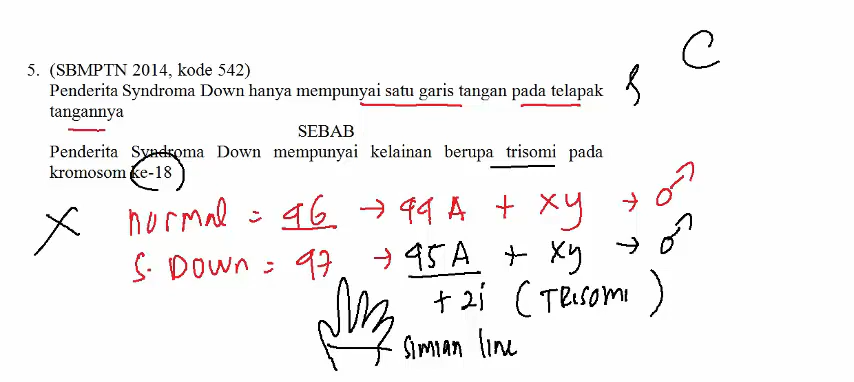 C
5. (SBMPTN 2014, kode 542)
Penderita Syndroma Down hanya mempunyai satu garis tangan pada telapak
tangannya
SEBAB
Penderita Syndroma Down mempunyai kelainan berupa trisomi pada
kromosom ke-18
X normal = 46 → 44 A + XY → ♂
S. DOWN = 47 → 45 A + XY → ♂
+ 21 (TRISOMI)
SIMIAN line